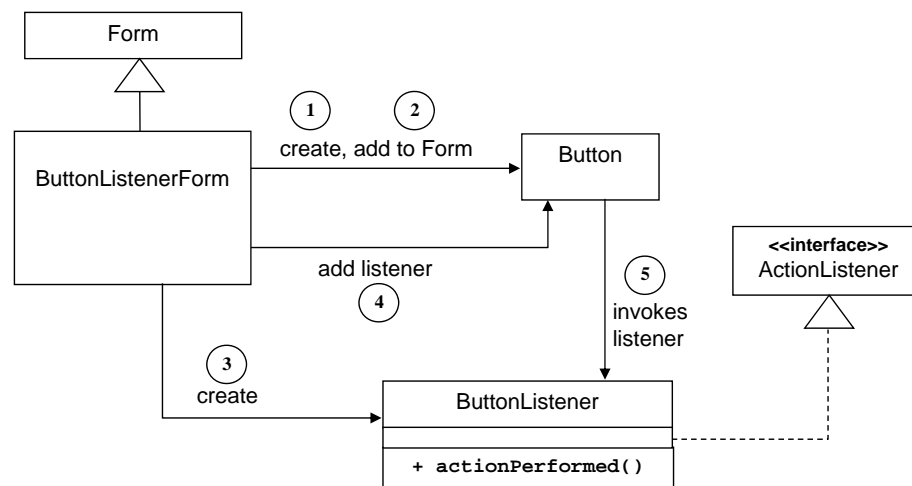 Form
1
2
create, add to Form
Button
ButtonListenerForm
<<interface>>
ActionListener
add listener
4
5
invokes
listener
3
create
ButtonListener
+ actionPerformed()